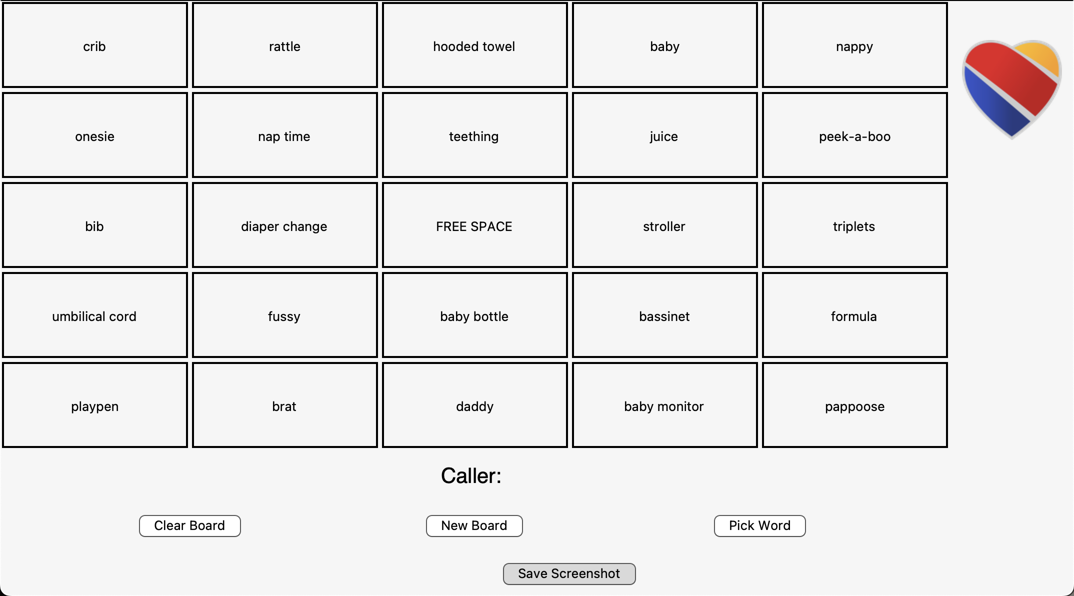 crib rattle hooded towel baby nappy
onesie nap time teething juice peek-a-boo
bib diaper change FREE SPACE stroller triplets
umbilical cord fussy baby bottle bassinet formula
playpen brat daddy baby monitor pappoose
Caller:
Clear Board New Board Pick Word
Save Screenshot